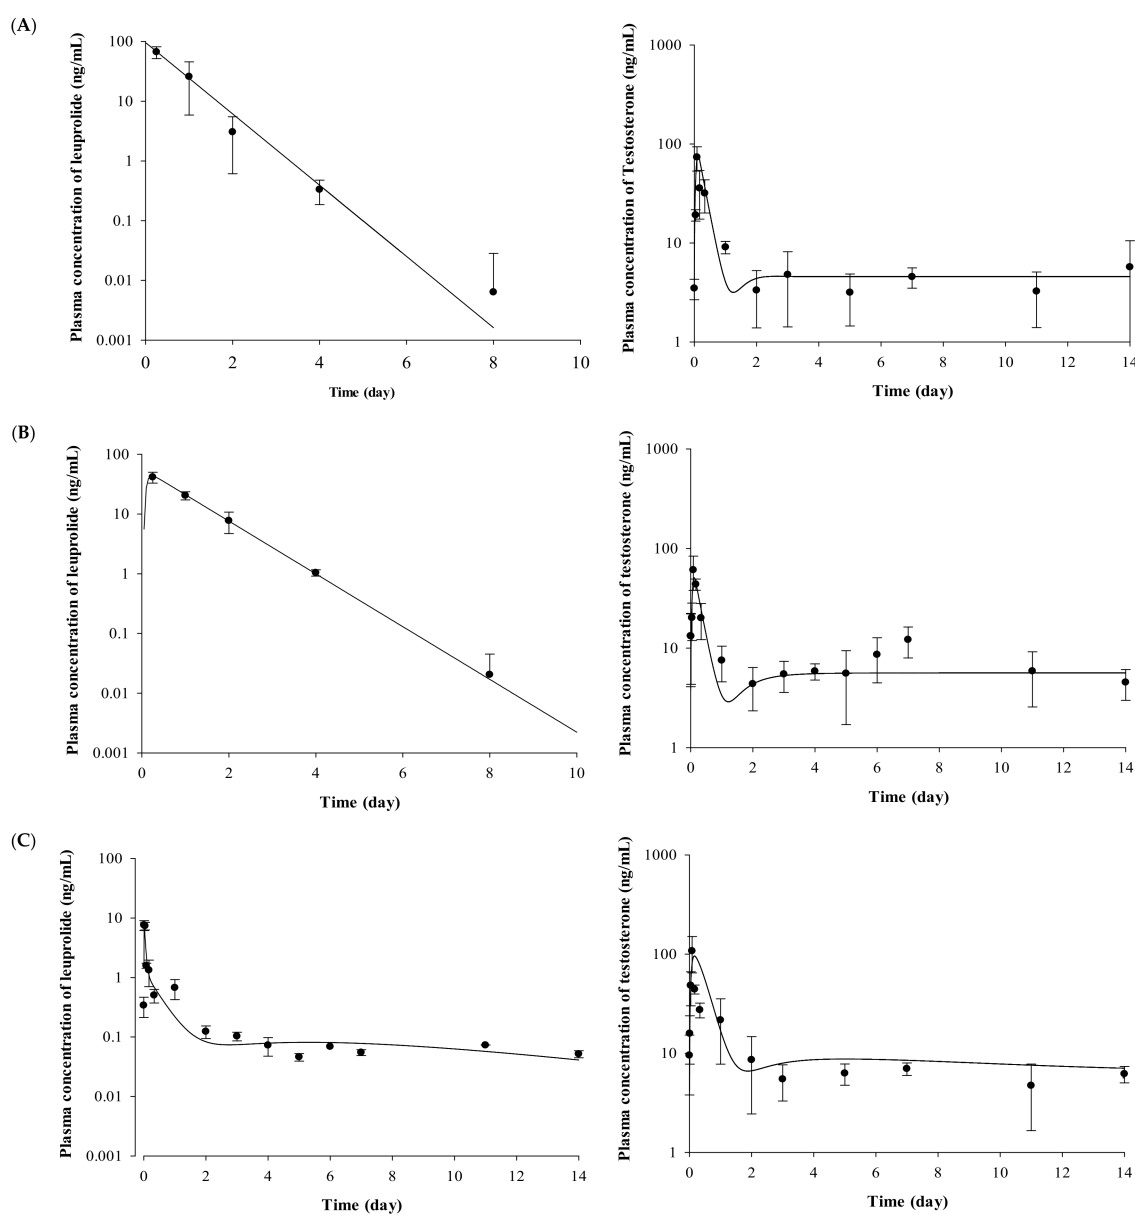 (A)
Plasma concentration of leuprolide (ng/mL)
100
10
1
0.1
0.01
0.001
0 2 4 6 8 10
Time (day)
Plasma concentration of Testosterone (ng/mL)
1000
100
10
1
0 2 4 6 8 10 12 14
Time (day)
(B)
Plasma concentration of leuprolide (ng/mL)
100
10
1
0.1
0.01
0.001
0 2 4 6 8 10
Time (day)
Plasma concentration of testosterone (ng/mL)
1000
100
10
1
0 2 4 6 8 10 12 14
Time (day)
(C)
Plasma concentration of leuprolide (ng/mL)
100
10
1
0.1
0.01
0.001
0 2 4 6 8 10 12 14
Time (day)
Plasma concentration of testosterone (ng/mL)
1000
100
10
1
0 2 4 6 8 10 12 14
Time (day)